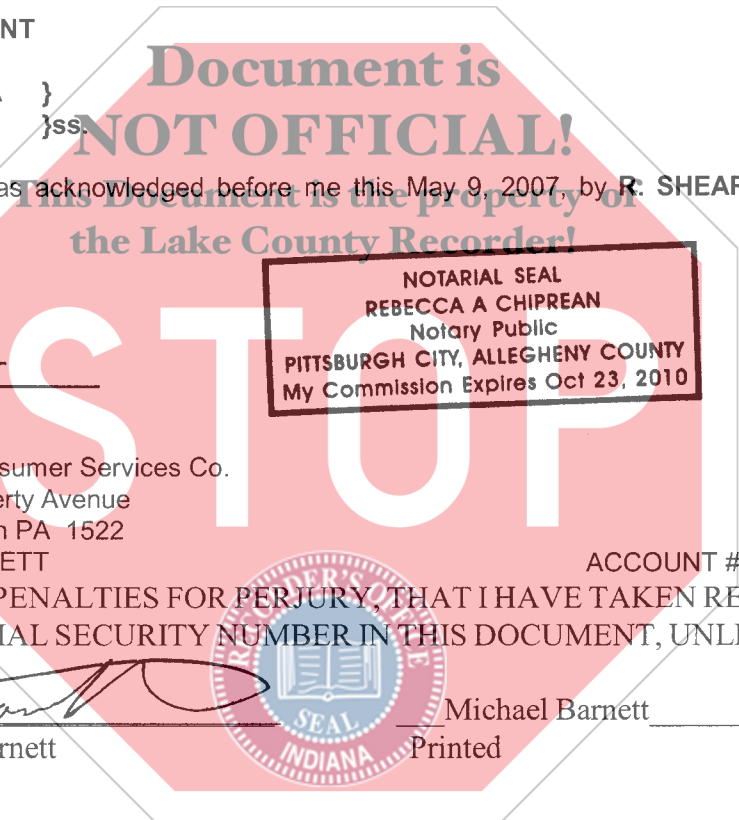 NT
Document is
}
}ss.
NOT OFFICIAL!
as acknowledged before me this May 9, 2007, by R. SHEAR
This Document is the property of
the Lake County Recorder!
NOTARIAL SEAL
REBECCA A CHIPREAN
Notary Public
PITTSBURGH CITY, ALLEGHENY COUNTY
My Commission Expires Oct 23, 2010
STOP
sumer Services Co.
erty Avenue
h PA 1522
ETT ACCOUNT #
PENALTIES FOR PERJURY, THAT I HAVE TAKEN RE
IAL SECURITY NUMBER IN THIS DOCUMENT, UNL
RECORDER'S OFFICE
SEAL
INDIANA
Michael Barnett
rnett Printed